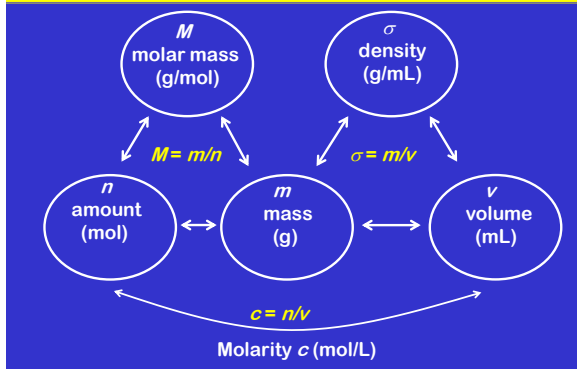 M
molar mass
(g/mol)
σ
density
(g/mL)
M = m/n
σ = m/v
n
amount
(mol)
m
mass
(g)
v
volume
(mL)
c = n/v
Molarity c (mol/L)